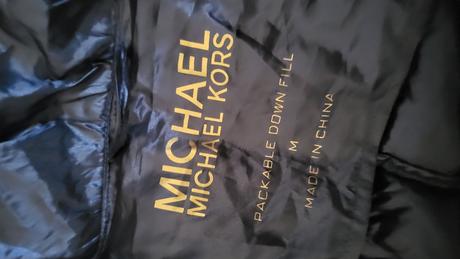 MICHAEL
MICHAEL KORS
PACKABLE DOWN FILL
M
MADE IN CHINA